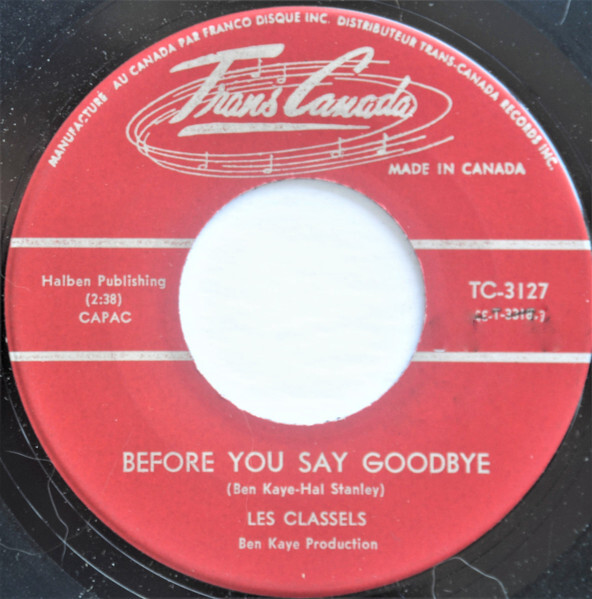 MANUFACTURÉ AU CANADA PAR FRANCO DISQUE INC. DISTRIBUTEUR TRANS-CANADA RECORDS INC.
Trans Canada
MADE IN CANADA
Halben Publishing
(2:38)
CAPAC
TC-3127
BEFORE YOU SAY GOODBYE
(Ben Kaye-Hal Stanley)
LES CLASSELS
Ben Kaye Production